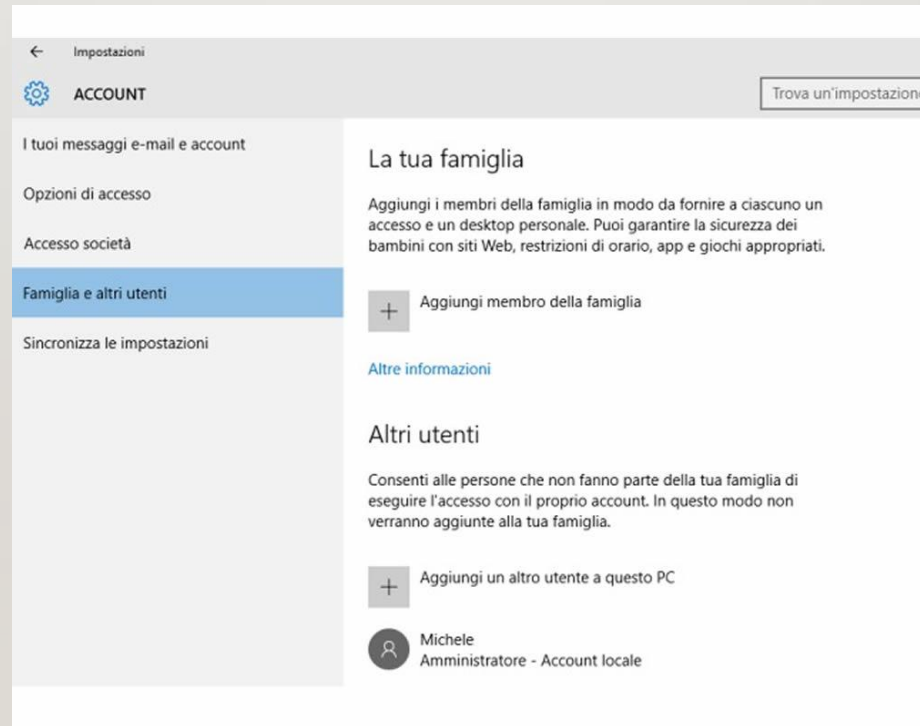 Impostazioni
ACCOUNT
Trova un'impostazione
I tuoi messaggi e-mail e account
Opzioni di accesso
Accesso società
Famiglia e altri utenti
Sincronizza le impostazioni
La tua famiglia
Aggiungi i membri della famiglia in modo da fornire a ciascuno un
accesso e un desktop personale. Puoi garantire la sicurezza dei
bambini con siti Web, restrizioni di orario, app e giochi appropriati.
Aggiungi membro della famiglia
Altre informazioni
Altri utenti
Consenti alle persone che non fanno parte della tua famiglia di
eseguire l'accesso con il proprio account. In questo modo non
verranno aggiunte alla tua famiglia.
Aggiungi un altro utente a questo PC
Michele
Amministratore - Account locale